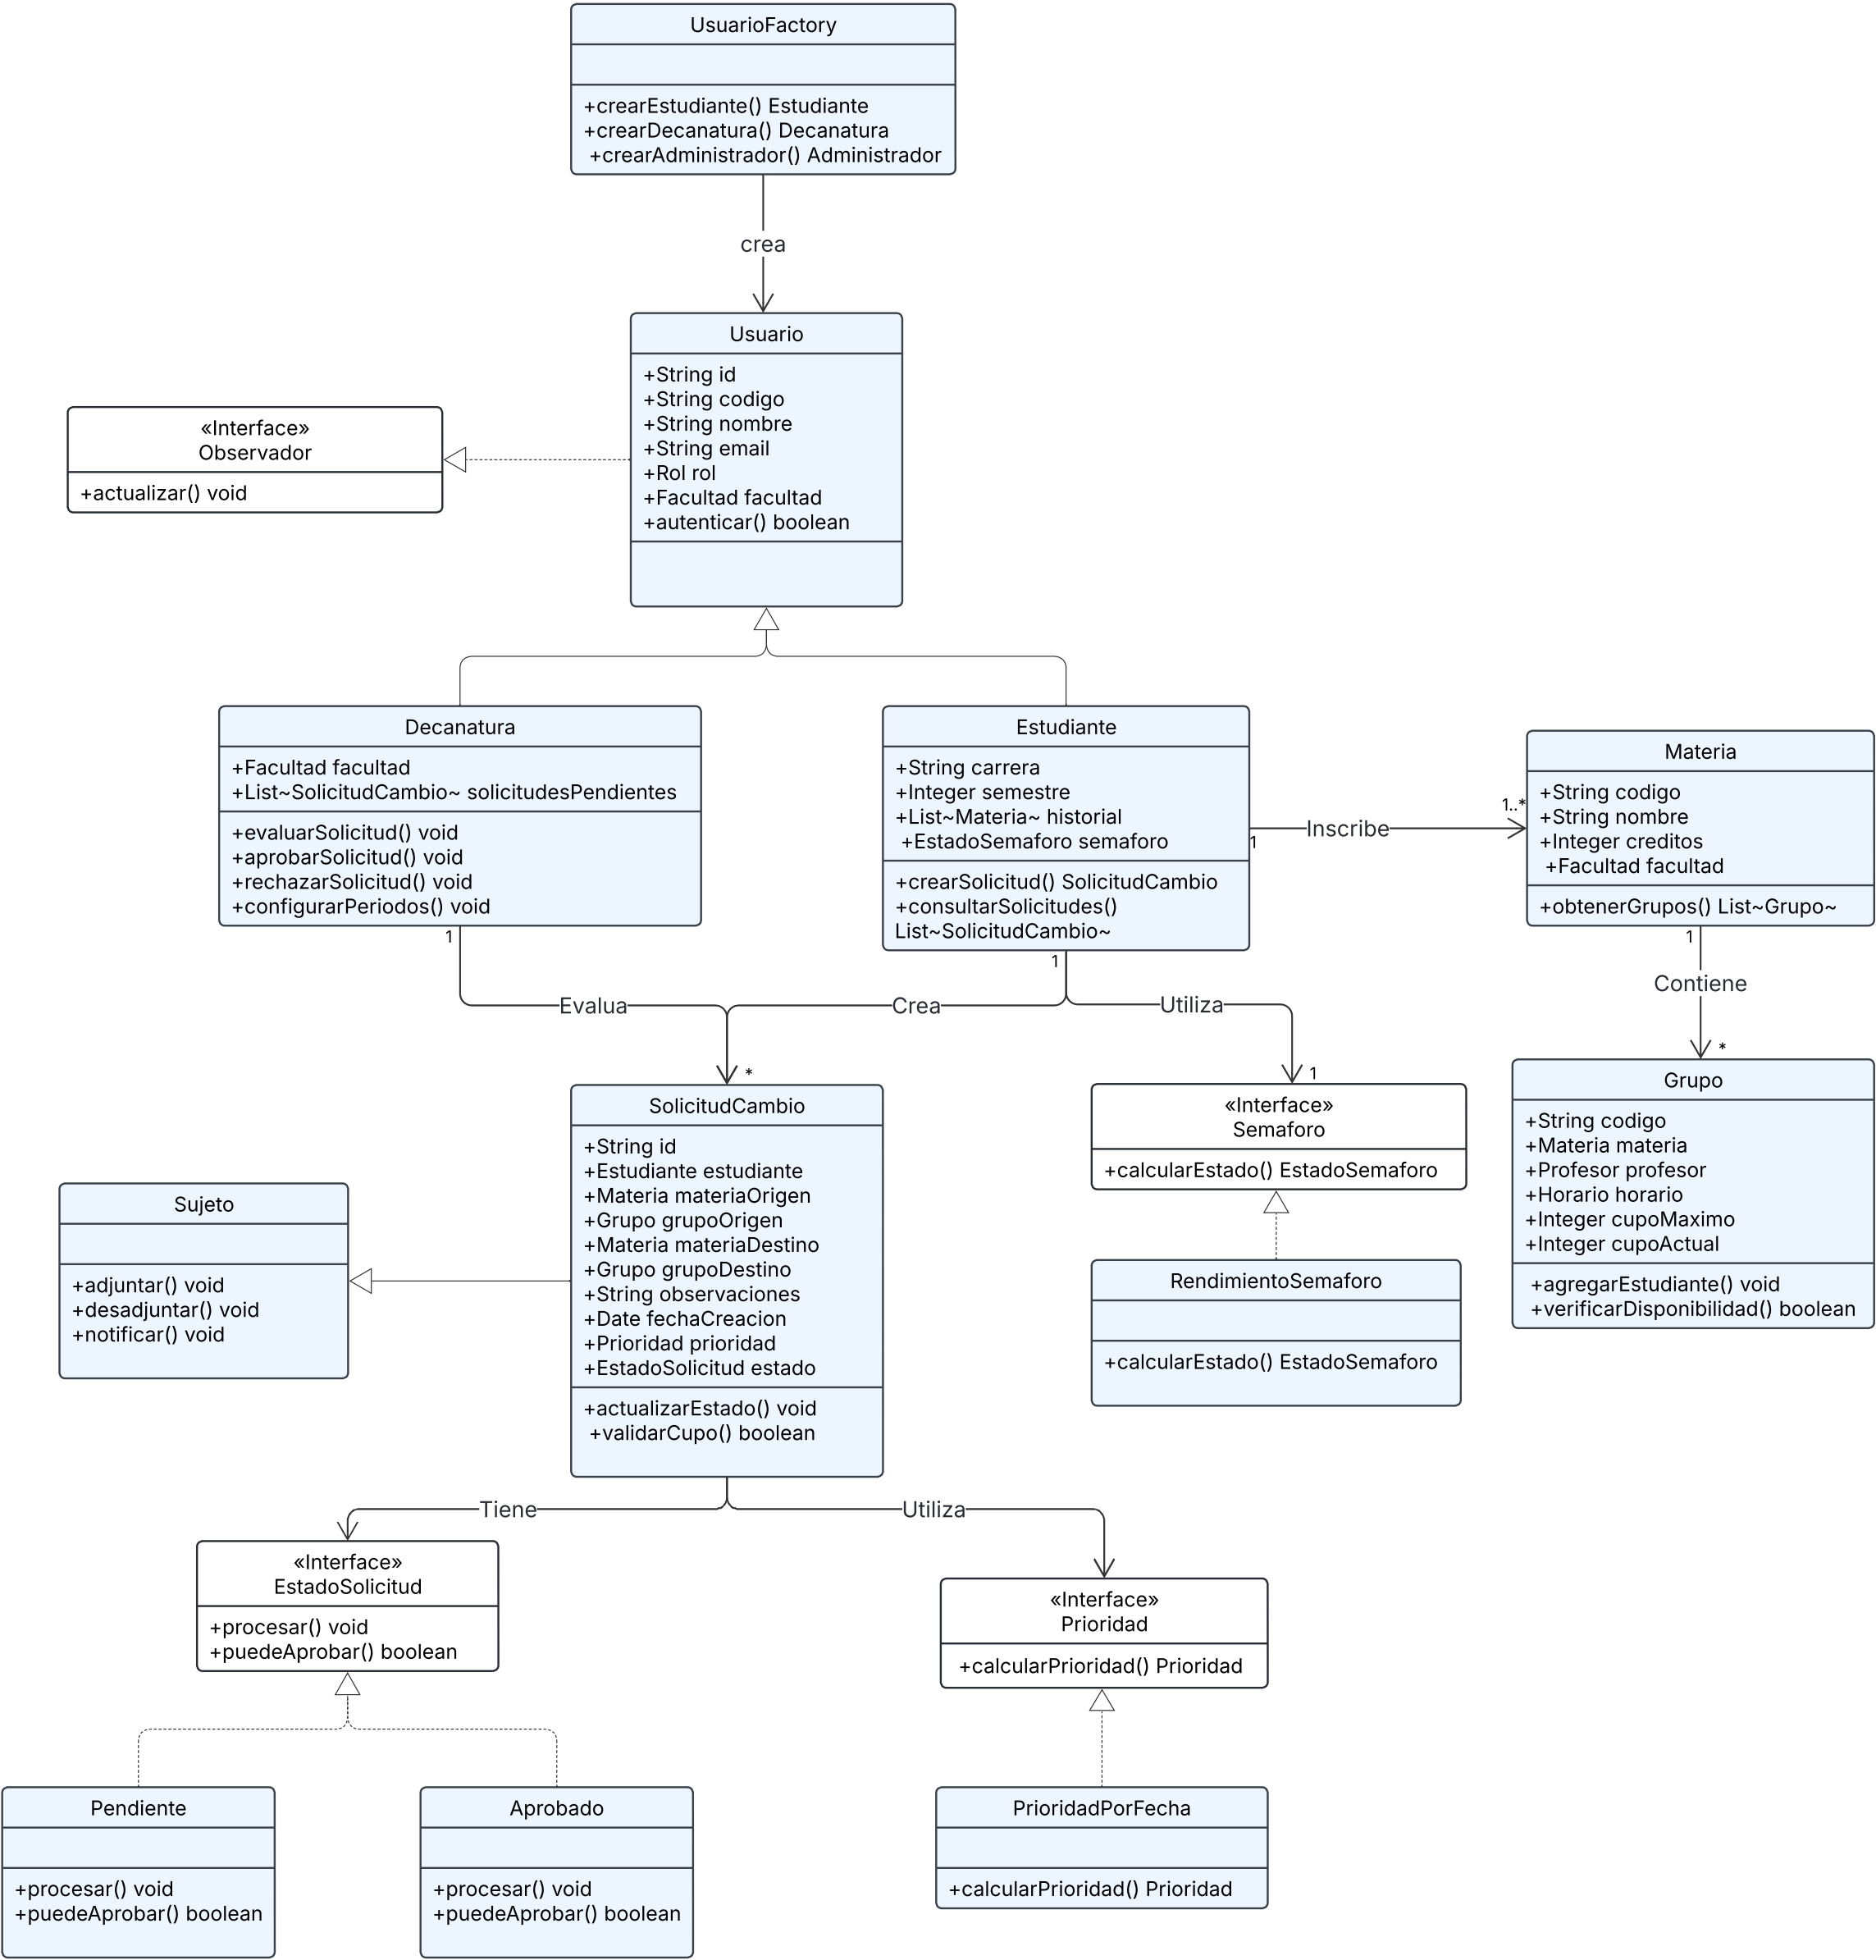 UsuarioFactory
+crearEstudiante() Estudiante
+crearDecanatura() Decanatura
+crearAdministrador() Administrador
crea
Usuario
+String id
+String codigo
+String nombre
+String email
+Rol rol
+Facultad facultad
+autenticar() boolean
«Interface»
Observador
+actualizar() void
Decanatura
+Facultad facultad
+List~SolicitudCambio~ solicitudesPendientes
+evaluarSolicitud() void
+aprobarSolicitud() void
+rechazarSolicitud() void
+configurarPeriodos() void
1
Estudiante
+String carrera
+Integer semestre
+List~Materia~ historial
+EstadoSemaforo semaforo
+crearSolicitud() SolicitudCambio
+consultarSolicitudes()
List~SolicitudCambio~
1
1
Inscribe
1..*
Materia
+String codigo
+String nombre
+Integer creditos
+Facultad facultad
+obtenerGrupos() List~Grupo~
1
Contiene
*
Evalua
Crea
Utiliza
*
1
SolicitudCambio
+String id
+Estudiante estudiante
+Materia materiaOrigen
+Grupo grupoOrigen
+Materia materiaDestino
+Grupo grupoDestino
+String observaciones
+Date fechaCreacion
+Prioridad prioridad
+EstadoSolicitud estado
+actualizarEstado() void
+validarCupo() boolean
«Interface»
Semaforo
+calcularEstado() EstadoSemaforo
Grupo
+String codigo
+Materia materia
+Profesor profesor
+Horario horario
+Integer cupoMaximo
+Integer cupoActual
+agregarEstudiante() void
+verificarDisponibilidad() boolean
Sujeto
+adjuntar() void
+desadjuntar() void
+notificar() void
RendimientoSemaforo
+calcularEstado() EstadoSemaforo
Tiene
Utiliza
«Interface»
EstadoSolicitud
+procesar() void
+puedeAprobar() boolean
«Interface»
Prioridad
+calcularPrioridad() Prioridad
Pendiente
+procesar() void
+puedeAprobar() boolean
Aprobado
+procesar() void
+puedeAprobar() boolean
PrioridadPorFecha
+calcularPrioridad() Prioridad